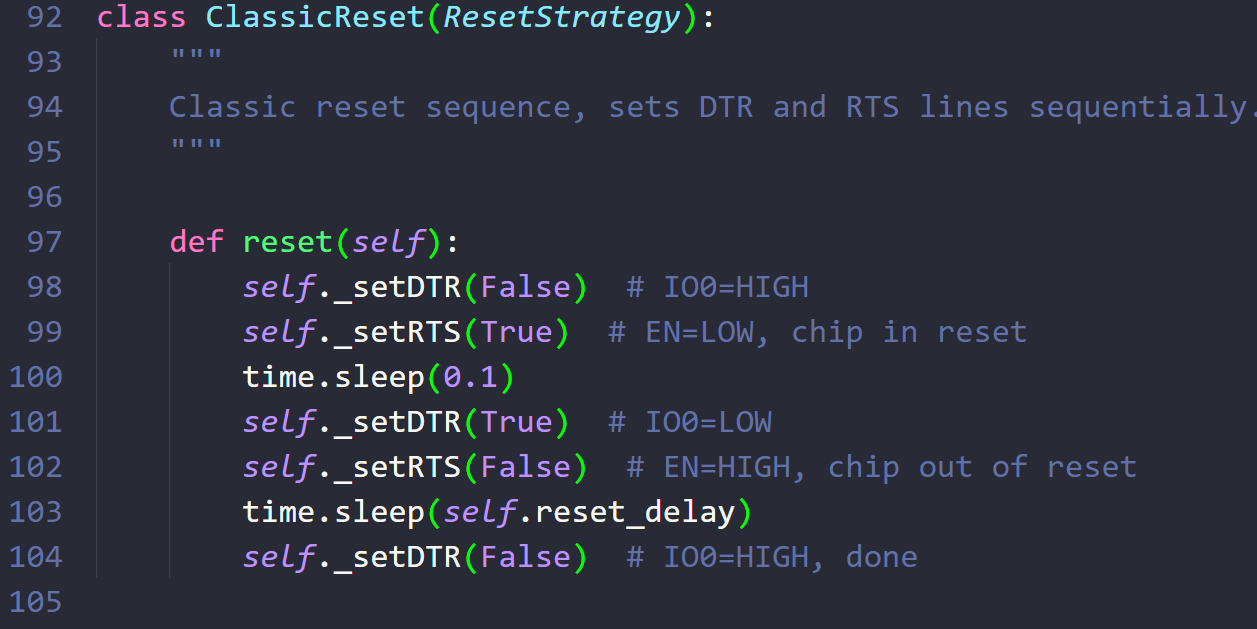 92 class ClassicReset(ResetStrategy):
93     """
94     Classic reset sequence, sets DTR and RTS lines sequentially.
95     """
96
97     def reset(self):
98         self._setDTR(False)  # IO0=HIGH
99         self._setRTS(True)  # EN=LOW, chip in reset
100         time.sleep(0.1)
101         self._setDTR(True)  # IO0=LOW
102         self._setRTS(False)  # EN=HIGH, chip out of reset
103         time.sleep(self.reset_delay)
104         self._setDTR(False)  # IO0=HIGH, done
105